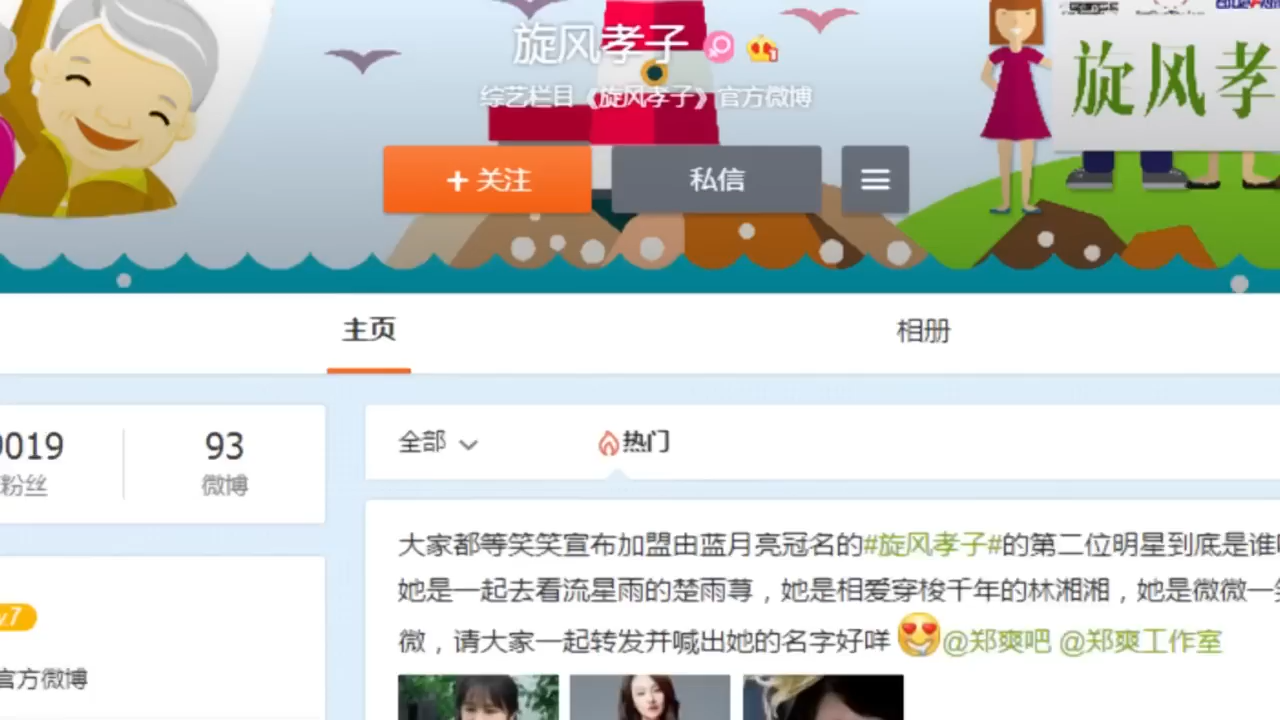 旋风孝子
综艺栏目《旋风孝子》官方微博
旋风孝
+ 关注
私信
主页
相册
0019
粉丝
93
微博
全部
热门
大家都等笑笑宣布加盟由蓝月亮冠名的#旋风孝子#的第二位明星到底是谁
她是一起去看流星雨的楚雨荨，她是相爱穿梭千年的林湘湘，她是微微一笑
微，请大家一起转发并喊出她的名字好咩 @郑爽吧 @郑爽工作室
v.7
官方微博